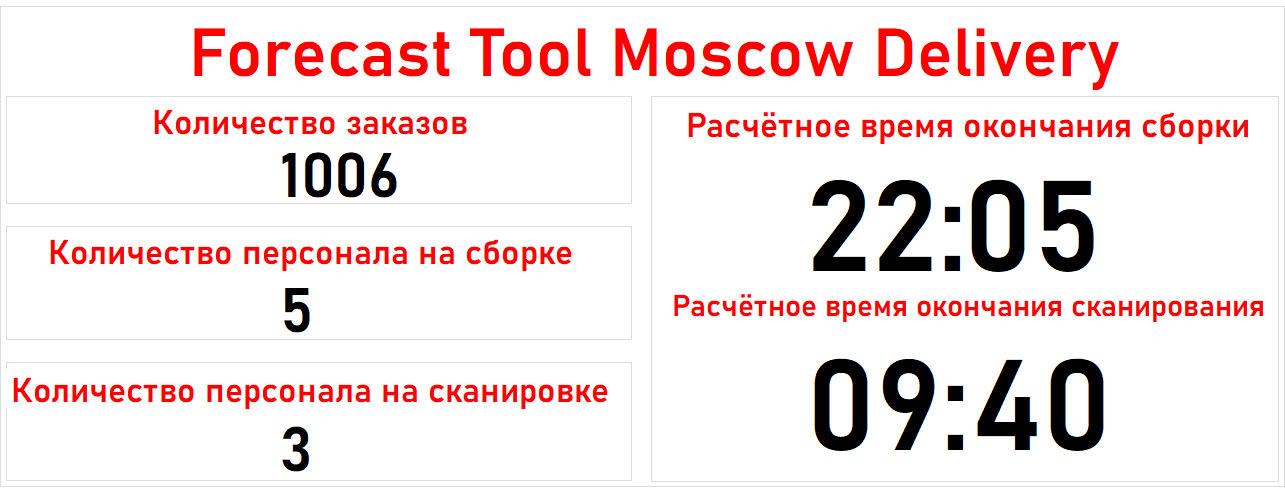 Forecast Tool Moscow Delivery
Количество заказов
1006
Количество персонала на сборке
5
Количество персонала на сканировке
3
Расчётное время окончания сборки
22:05
Расчётное время окончания сканирования
09:40